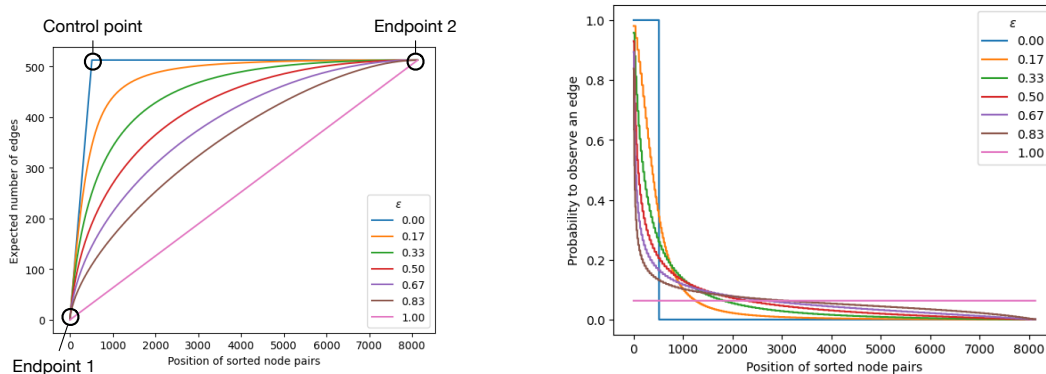 Control point
Endpoint 2
Expected number of edges
500
400
300
200
100
0
ε
0.00
0.17
0.33
0.50
0.67
0.83
1.00
0 1000 2000 3000 4000 5000 6000 7000 8000
Position of sorted node pairs
Endpoint 1
Probability to observe an edge
1.0
0.8
0.6
0.4
0.2
0.0
ε
0.00
0.17
0.33
0.50
0.67
0.83
1.00
0 1000 2000 3000 4000 5000 6000 7000 8000
Position of sorted node pairs